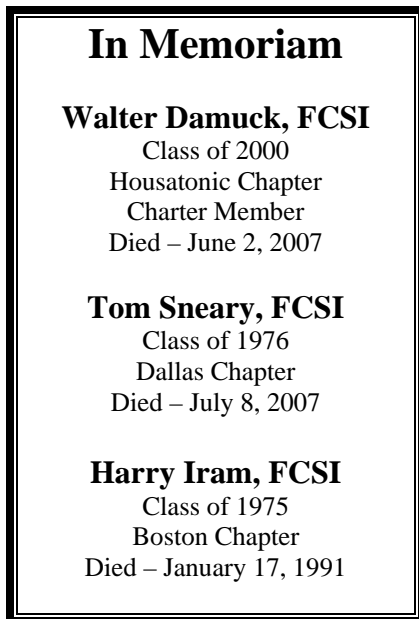 In Memoriam
Walter Damuck, FCSI
Class of 2000
Housatonic Chapter
Charter Member
Died – June 2, 2007
Tom Sneary, FCSI
Class of 1976
Dallas Chapter
Died – July 8, 2007
Harry Iram, FCSI
Class of 1975
Boston Chapter
Died – January 17, 1991